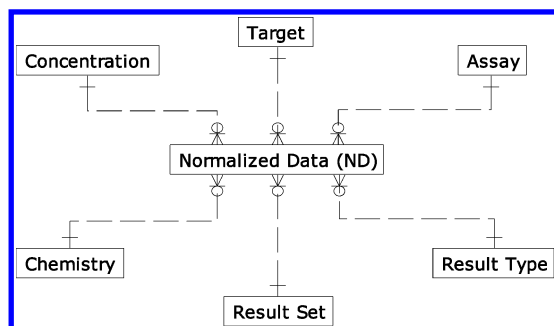 Target
Concentration
Assay
Normalized Data (ND)
Chemistry
Result Type
Result Set